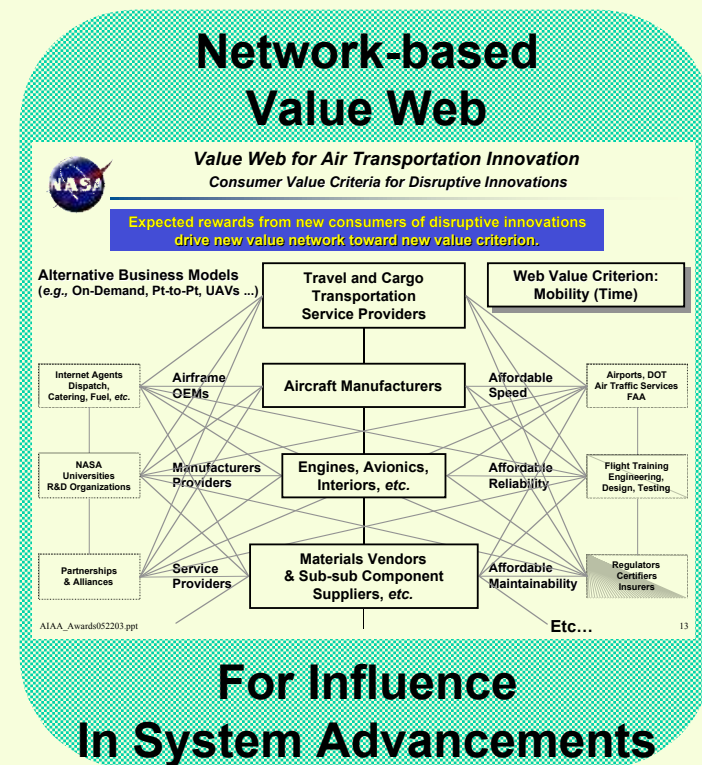 Network-based
Value Web
NASA
Value Web for Air Transportation Innovation
Consumer Value Criteria for Disruptive Innovations
Expected rewards from new consumers of disruptive innovations
drive new value network toward new value criterion.
Alternative Business Models
(e.g., On-Demand, Pt-to-Pt, UAVs ...)
Travel and Cargo
Transportation
Service Providers
Web Value Criterion:
Mobility (Time)
Internet Agents
Dispatch,
Catering, Fuel, etc.
Airframe
OEMs
Aircraft Manufacturers
Affordable
Speed
Airports, DOT
Air Traffic Services
FAA
NASA
Universities
R&D Organizations
Manufacturers
Providers
Engines, Avionics,
Interiors, etc.
Affordable
Reliability
Flight Training
Engineering,
Design, Testing
Partnerships
& Alliances
Service
Providers
Materials Vendors
& Sub-sub Component
Suppliers, etc.
Affordable
Maintainability
Regulators
Certifiers
Insurers
AIAA_Awards052203.ppt
Etc...
13
For Influence
In System Advancements